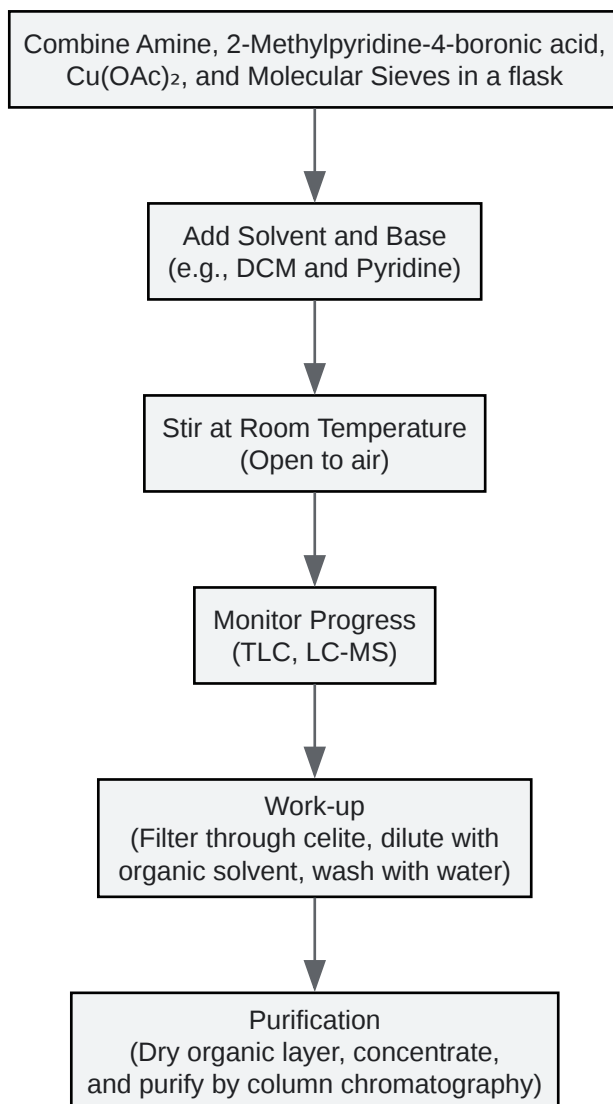 Combine Amine, 2-Methylpyridine-4-boronic acid,
Cu(OAc)₂, and Molecular Sieves in a flask
Add Solvent and Base
(e.g., DCM and Pyridine)
Stir at Room Temperature
(Open to air)
Monitor Progress
(TLC, LC-MS)
Work-up
(Filter through celite, dilute with
organic solvent, wash with water)
Purification
(Dry organic layer, concentrate,
and purify by column chromatography)